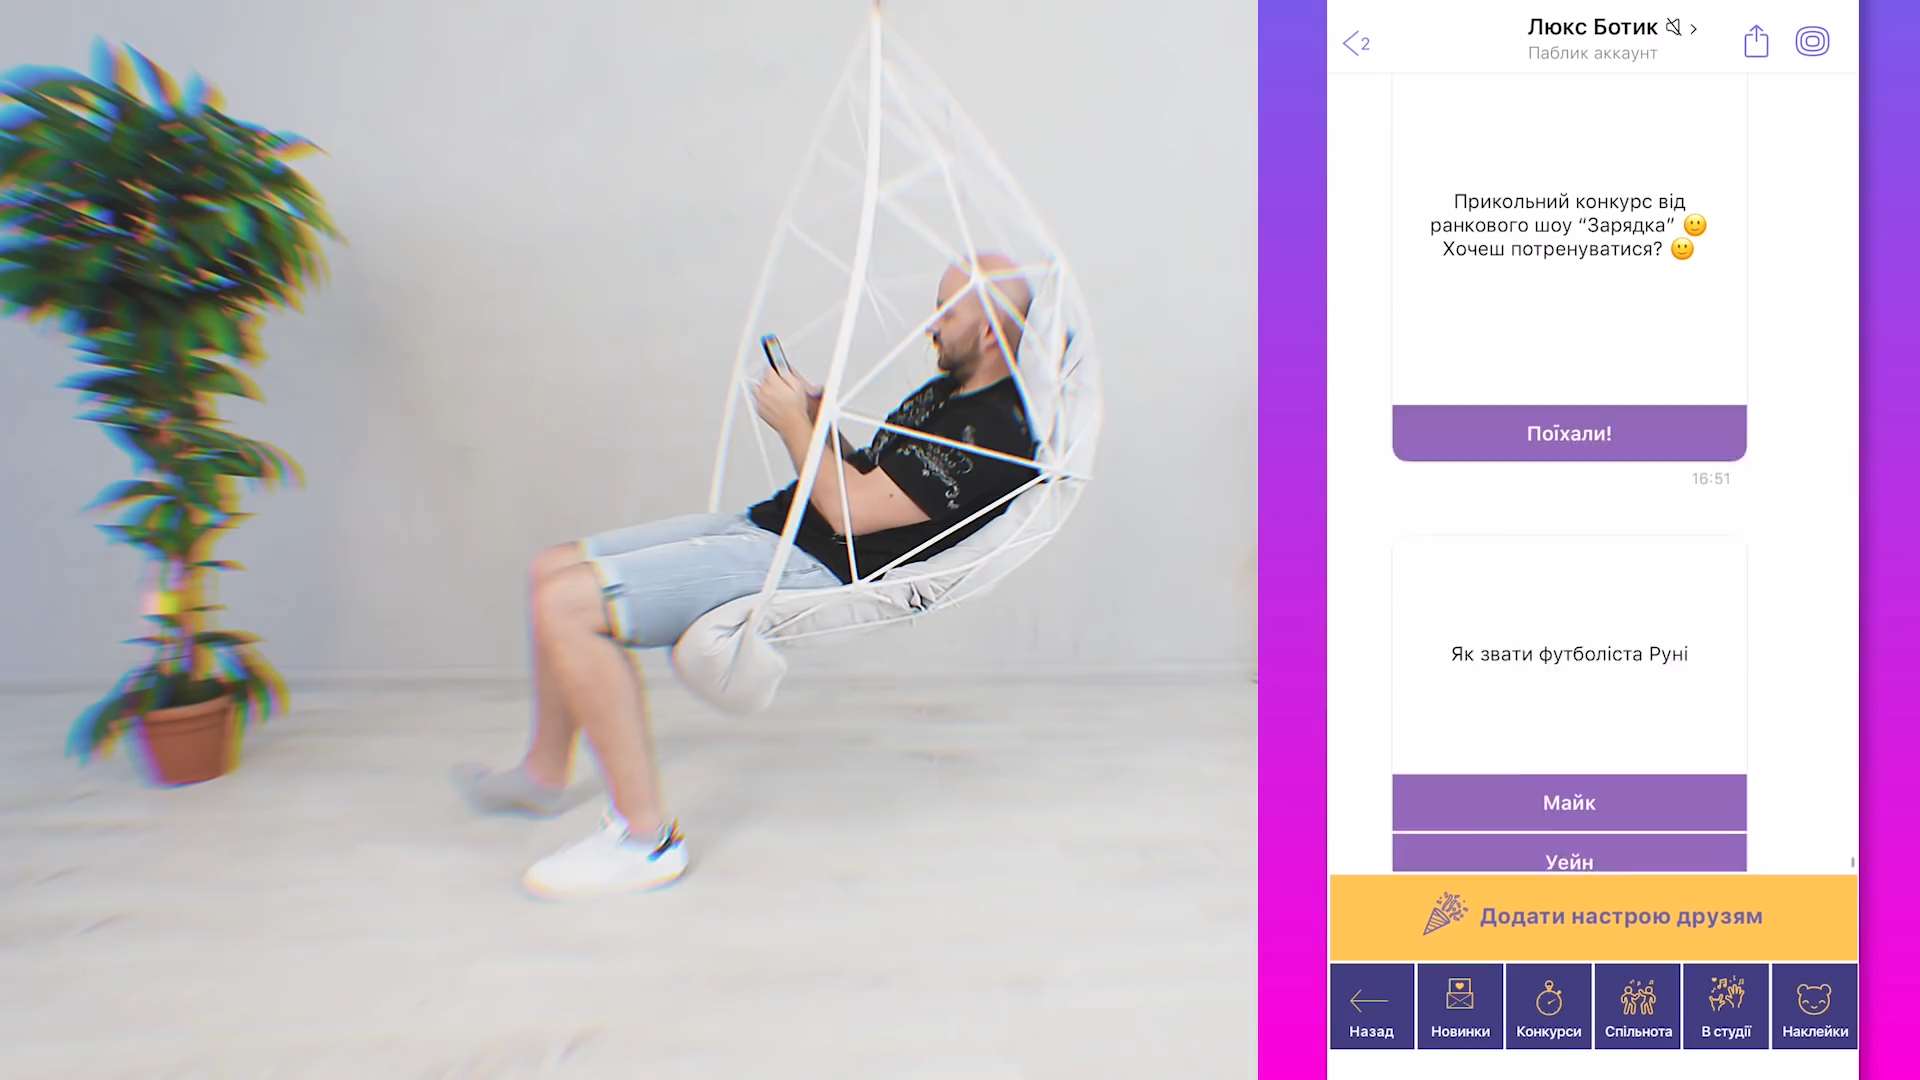 2
Люкс Ботик
Паблик аккаунт
Прикольний конкурс від
ранкового шоу “Зарядка” 🙂
Хочеш потренуватися? 🙂
Поїхали!
16:51
Як звати футболіста Руні
Майк
Уейн
Додати настрою друзям
Назад
Новинки
Конкурси
Спільнота
В студії
Наклейки